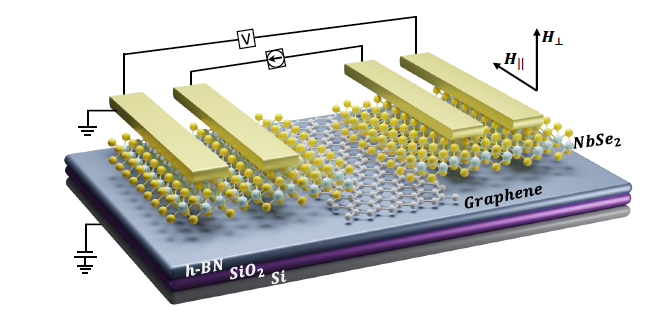 V
H⊥
H||
NbSe₂
Graphene
h-BN
SiO₂
Si